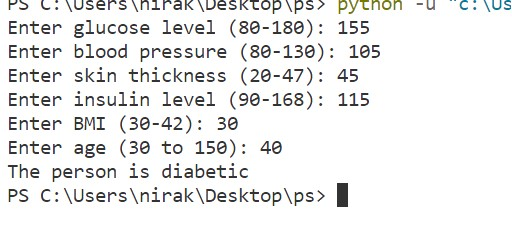 PS C:\Users\nirak\Desktop\ps> python -u "c:\Us
Enter glucose level (80-180): 155
Enter blood pressure (80-130): 105
Enter skin thickness (20-47): 45
Enter insulin level (90-168): 115
Enter BMI (30-42): 30
Enter age (30 to 150): 40
The person is diabetic
PS C:\Users\nirak\Desktop\ps>